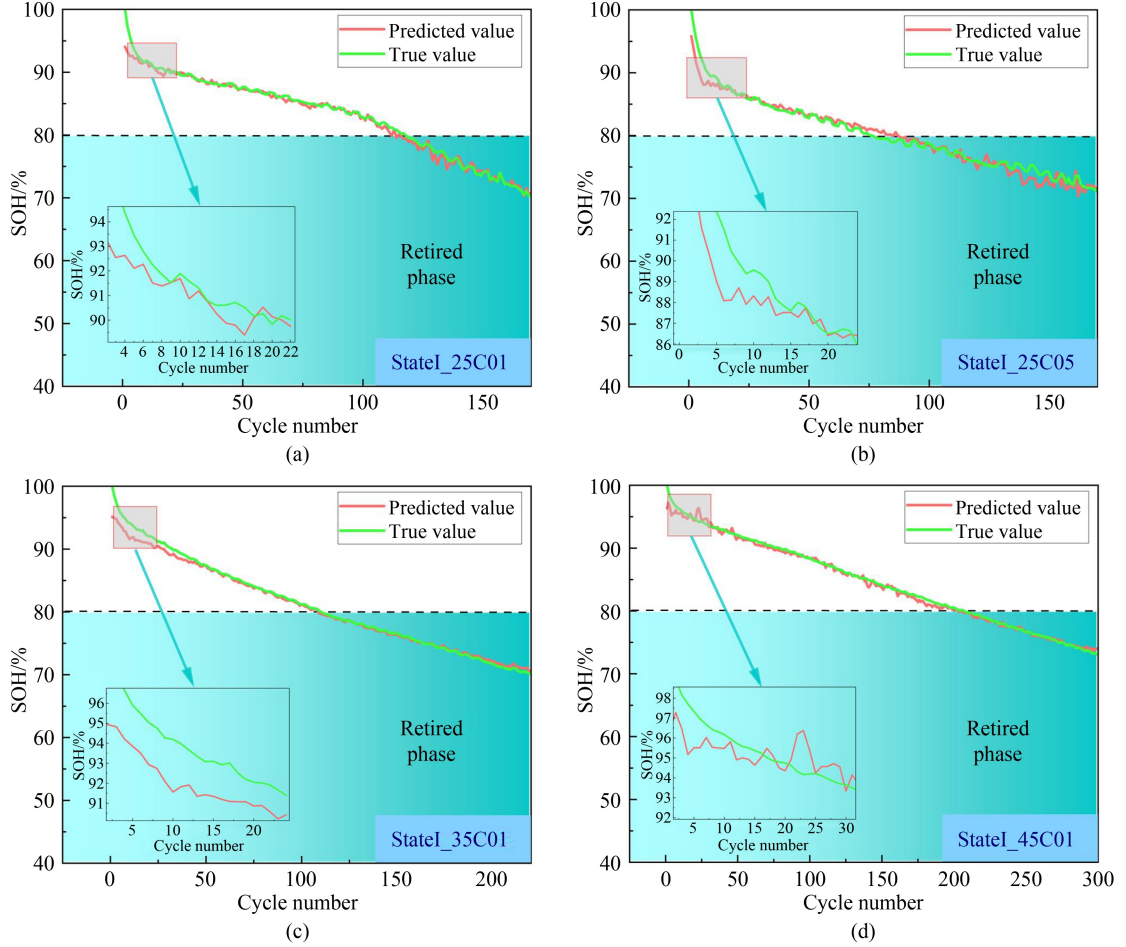 100
90
80
70
60
50
40
SOH/%
Predicted value
True value
Retired
phase
StateI_25C01
94
93
92
91
90
SOH/%
4 6 8 10 12 14 16 18 20 22
Cycle number
0 50 100 150
Cycle number
(a)
100
90
80
70
60
50
40
SOH/%
Predicted value
True value
Retired
phase
StateI_25C05
92
91
90
89
88
87
86
SOH/%
0 5 10 15 20
Cycle number
0 50 100 150
Cycle number
(b)
100
90
80
70
60
50
40
SOH/%
Predicted value
True value
Retired
phase
StateI_35C01
96
95
94
93
92
91
SOH/%
5 10 15 20
Cycle number
0 50 100 150 200
Cycle number
(c)
100
90
80
70
60
50
40
SOH/%
Predicted value
True value
Retired
phase
StateI_45C01
98
97
96
95
94
93
92
SOH/%
5 10 15 20 25 30
Cycle number
0 50 100 150 200 250 300
Cycle number
(d)